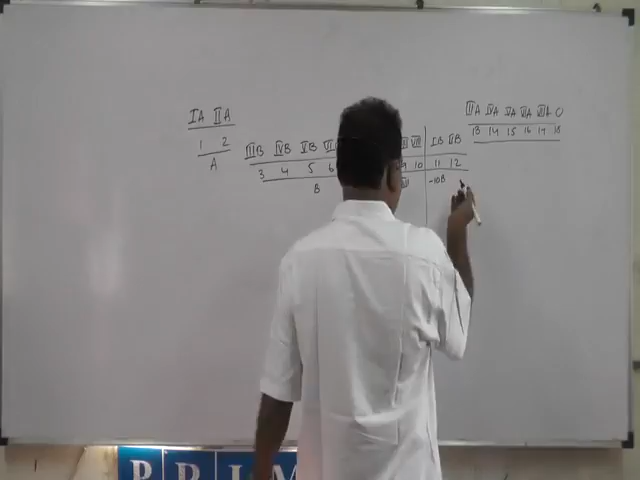 IA IIA
1 2
A
IIIB IVB VB VI
3 4 5 6
B
VIII
9 10
IB IIB
11 12
-10B
IIIA IVA VA VIA VIIA O
13 14 15 16 17 18
PRIM